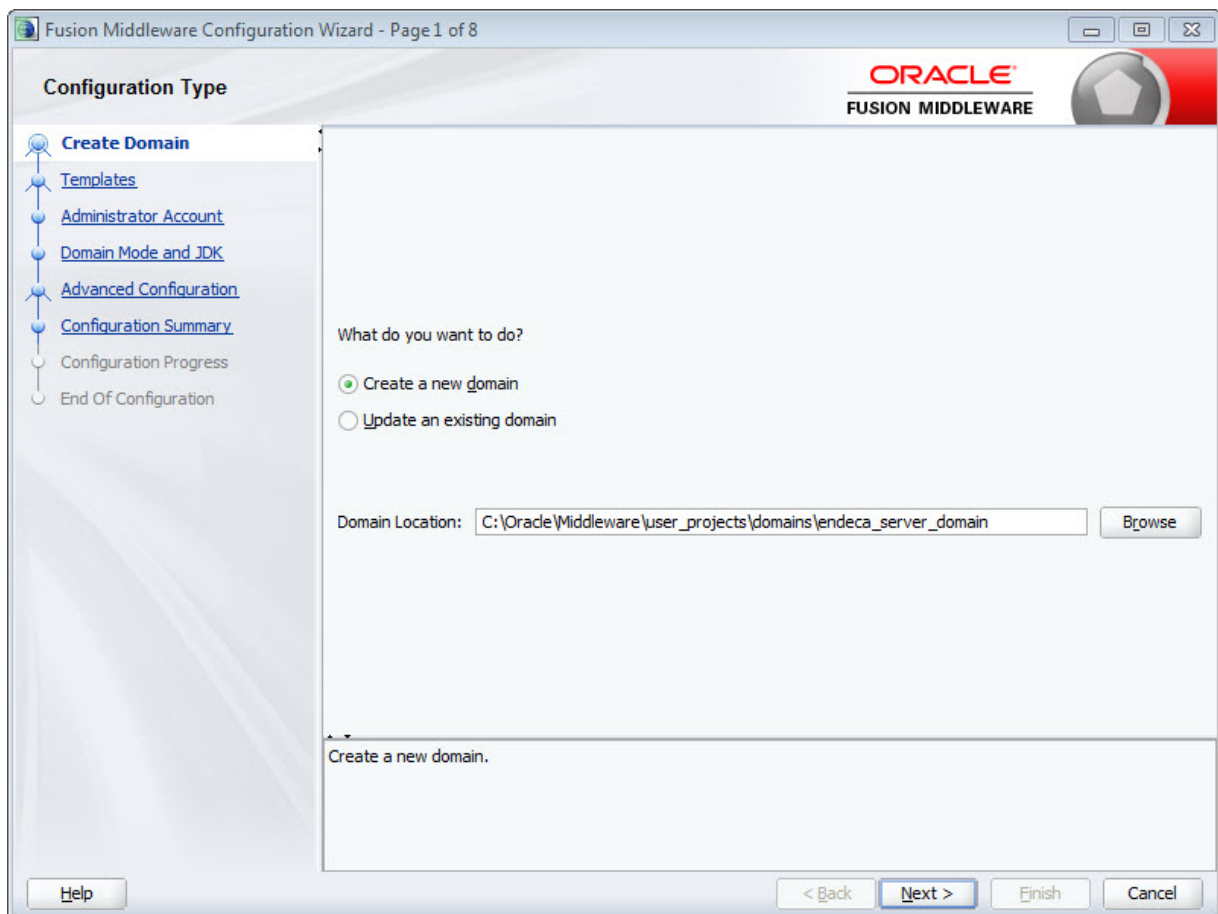 Fusion Middleware Configuration Wizard - Page 1 of 8
Configuration Type
ORACLE
FUSION MIDDLEWARE
Create Domain
Templates
Administrator Account
Domain Mode and JDK
Advanced Configuration
Configuration Summary
Configuration Progress
End Of Configuration
What do you want to do?
Create a new domain
Update an existing domain
Domain Location: C:\Oracle\Middleware\user_projects\domains\endeca_server_domain Browse
Create a new domain.
Help < Back Next > Finish Cancel